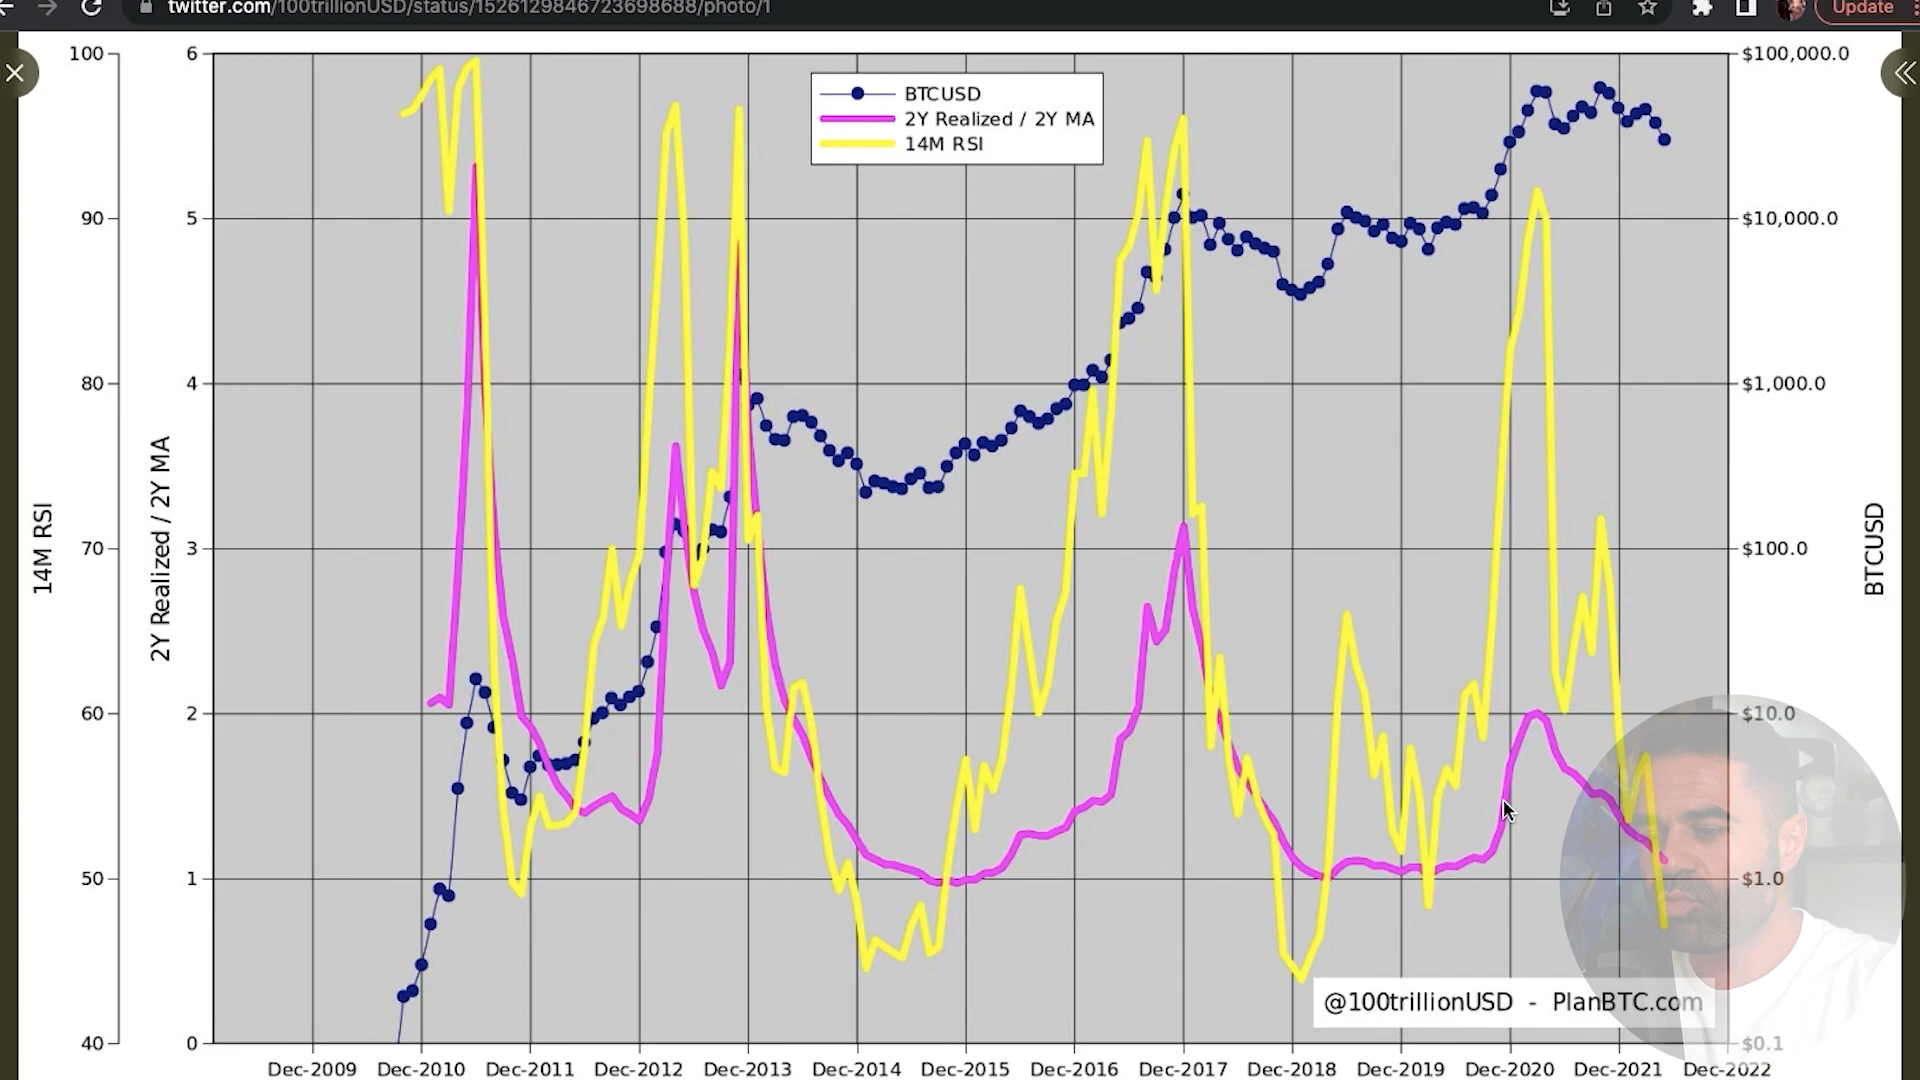 twitter.com/100trillionUSD/status/1526129846723698688/photo/1
Update
100
90
80
70
60
50
40
14M RSI
6
5
4
3
2
1
0
2Y Realized / 2Y MA
BTCUSD
2Y Realized / 2Y MA
14M RSI
$100,000.0
$10,000.0
$1,000.0
$100.0
$10.0
$1.0
$0.1
BTCUSD
@100trillionUSD - PlanBTC.com
Dec-2009 Dec-2010 Dec-2011 Dec-2012 Dec-2013 Dec-2014 Dec-2015 Dec-2016 Dec-2017 Dec-2018 Dec-2019 Dec-2020 Dec-2021 Dec-2022